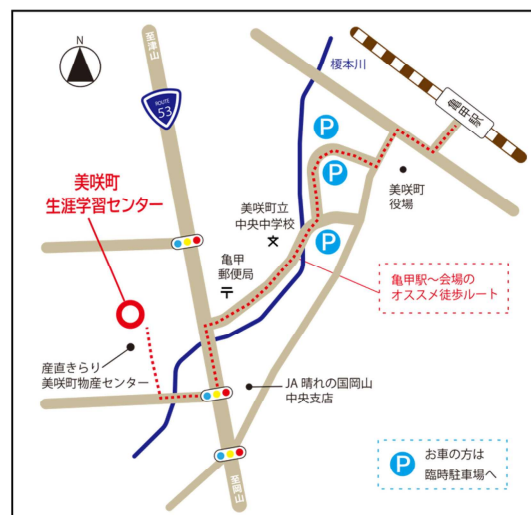 至津山
N
ROUTE
53
榎本川
亀甲駅
P
P
P
美咲町
生涯学習センター
美咲町立
中央中学校
文
美咲町
役場
亀甲
郵便局
〒
亀甲駅〜会場の
オススメ徒歩ルート
産直きらり
美咲町物産センター
JA 晴れの国岡山
中央支店
P
お車の方は
臨時駐車場へ
至岡山